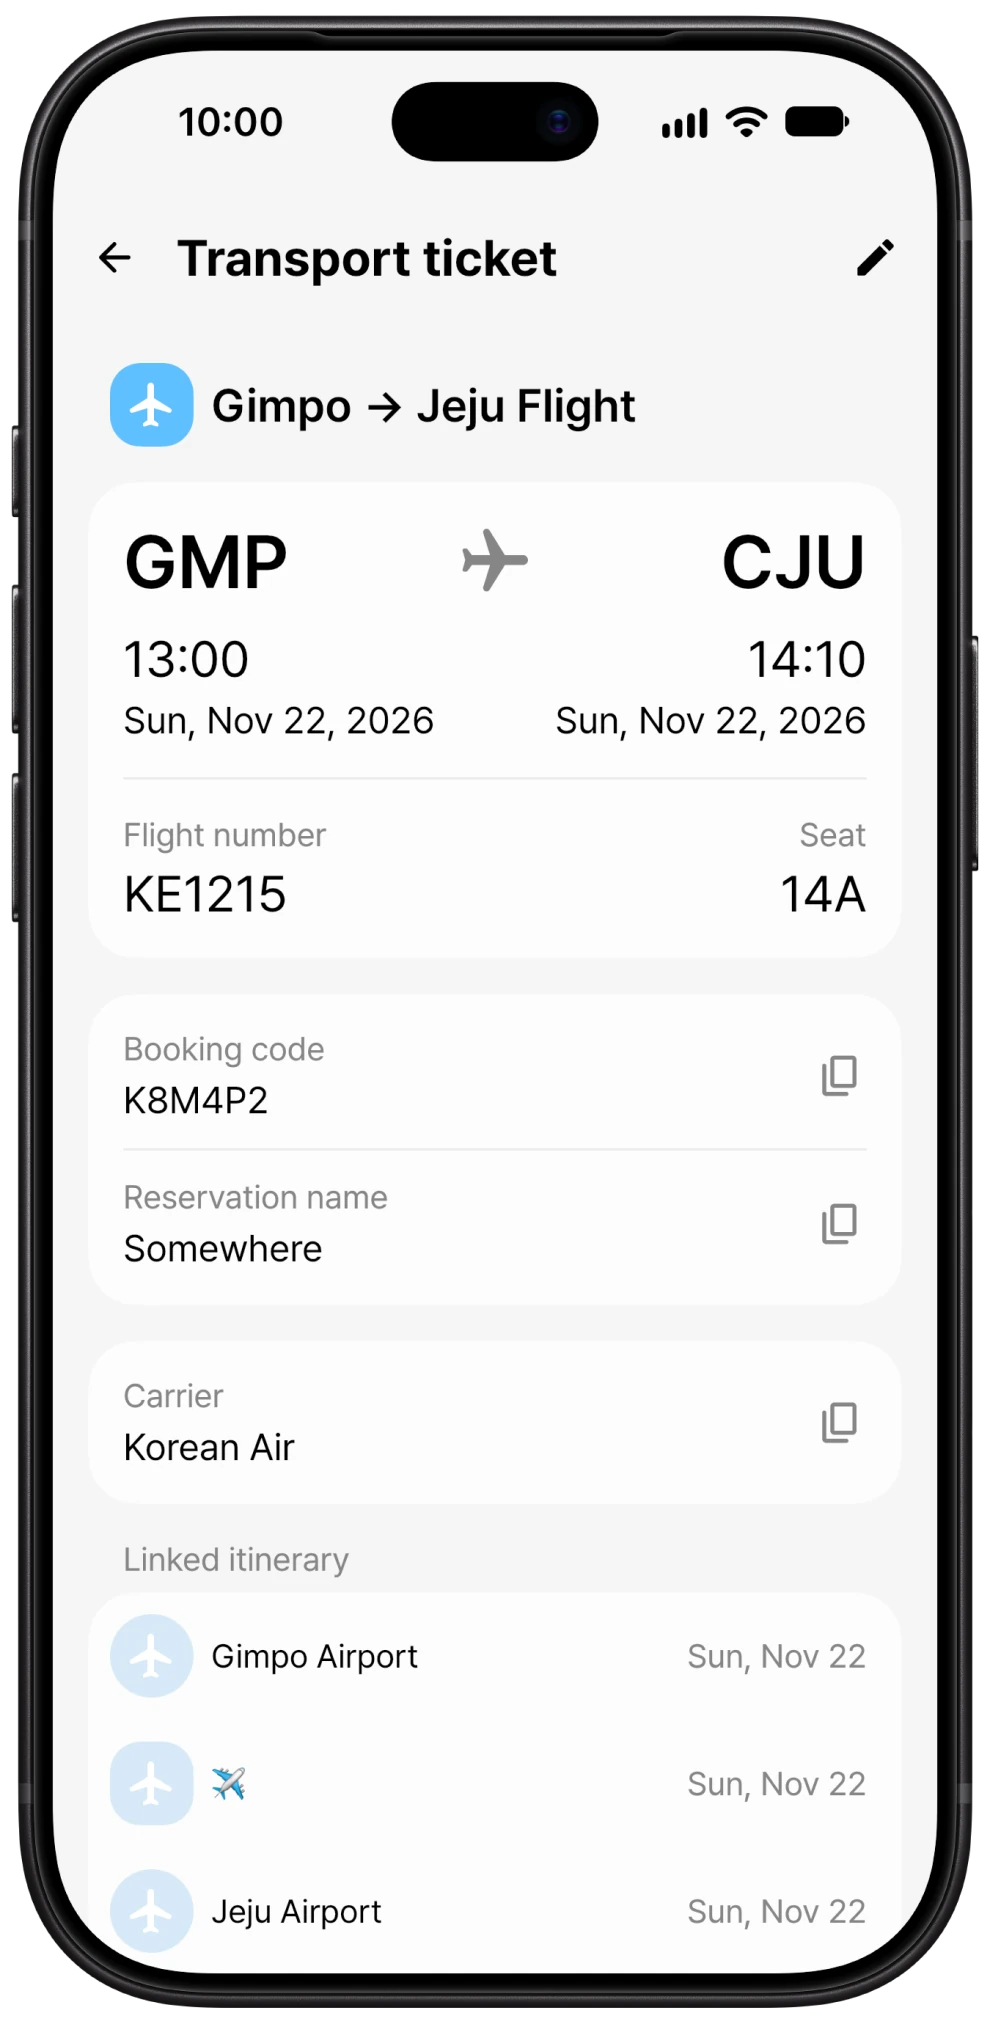 10:00
Transport ticket
Gimpo → Jeju Flight
GMP CJU
13:00 14:10
Sun, Nov 22, 2026 Sun, Nov 22, 2026
Flight number Seat
KE1215 14A
Booking code
K8M4P2
Reservation name
Somewhere
Carrier
Korean Air
Linked itinerary
Gimpo Airport Sun, Nov 22
✈️ Sun, Nov 22
Jeju Airport Sun, Nov 22